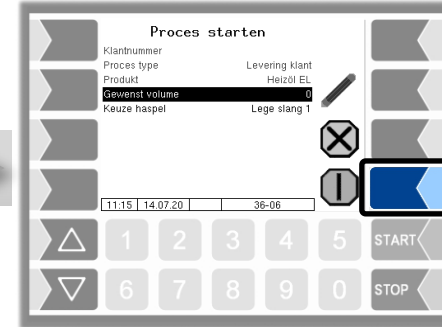 Proces starten
Klantnummer
Proces type Levering klant
Produkt Heizöl EL
Gewenst volume 0
Keuze haspel Lege slang 1
11:15 14.07.20 36-06
1 2 3 4 5 START
6 7 8 9 0 STOP